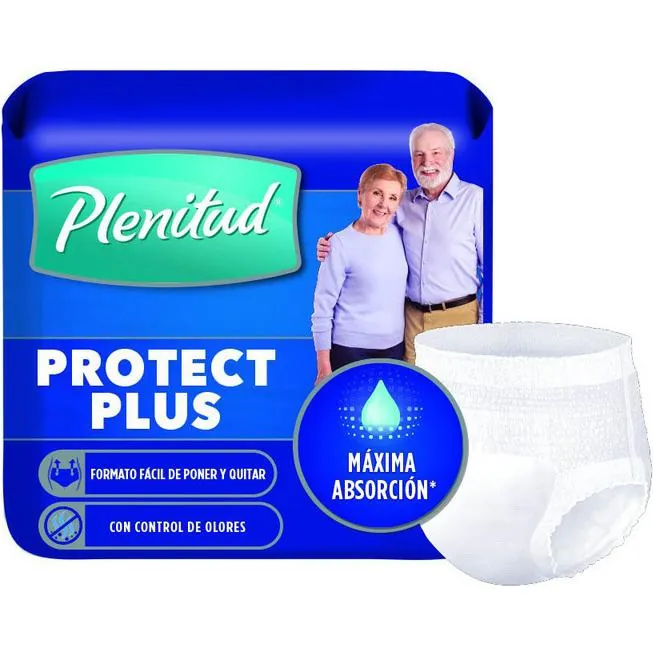 Plenitud
PROTECT
PLUS
FORMATO FÁCIL DE PONER Y QUITAR
CON CONTROL DE OLORES
MÁXIMA
ABSORCIÓN*